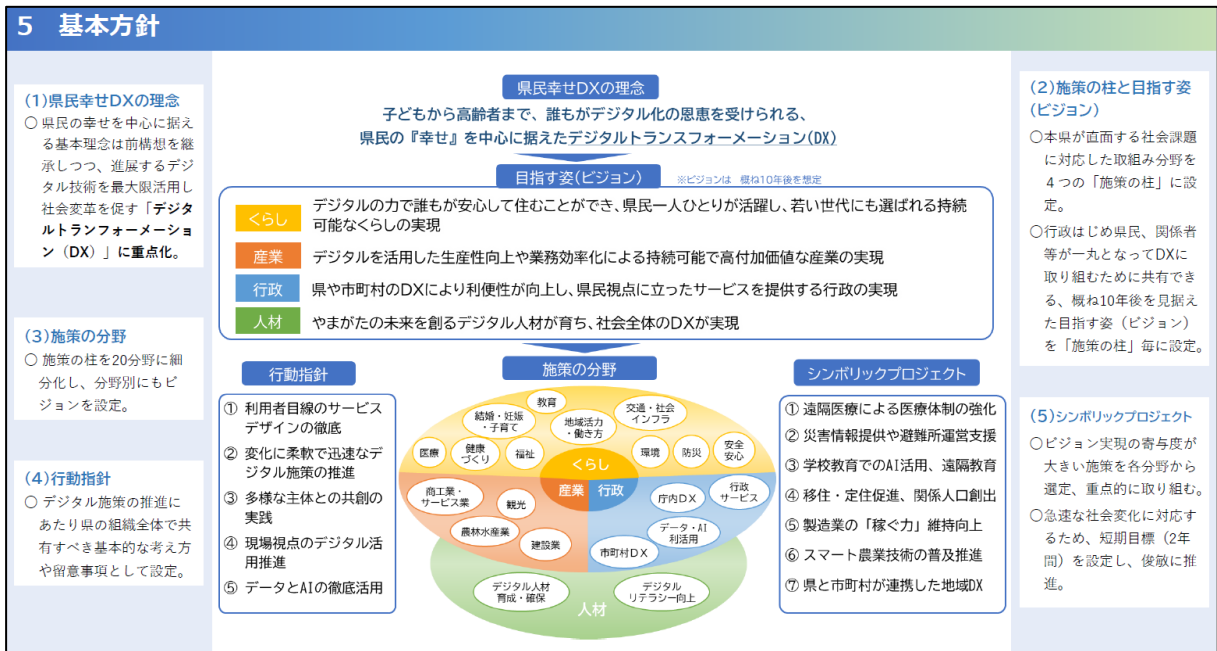 5 基本方針
(1)県民幸せDXの理念
○ 県民の幸せを中心に据え
る基本理念は前構想を継
承しつつ、進展するデジ
タル技術を最大限活用し
社会変革を促す「デジタ
ルトランフォーメーショ
ン（DX）」に重点化。
(3)施策の分野
○ 施策の柱を20分野に細
分化し、分野別にもビ
ジョンを設定。
(4)行動指針
○ デジタル施策の推進に
あたり県の組織全体で共
有すべき基本的な考え方
や留意事項として設定。
県民幸せDXの理念
子どもから高齢者まで、誰もがデジタル化の恩恵を受けられる、
県民の『幸せ』を中心に据えたデジタルトランスフォーメーション(DX)
目指す姿(ビジョン)
※ビジョンは 概ね10年後を想定
くらし
デジタルの力で誰もが安心して住むことができ、県民一人ひとりが活躍し、若い世代にも選ばれる持続
可能なくらしの実現
産業
デジタルを活用した生産性向上や業務効率化による持続可能で高付加価値な産業の実現
行政
県や市町村のDXにより利便性が向上し、県民視点に立ったサービスを提供する行政の実現
人材
やまがたの未来を創るデジタル人材が育ち、社会全体のDXが実現
行動指針
① 利用者目線のサービス
デザインの徹底
② 変化に柔軟で迅速なデ
ジタル施策の推進
③ 多様な主体との共創の
実践
④ 現場視点のデジタル活
用推進
⑤ データとAIの徹底活用
施策の分野
教育
結婚・妊娠
・子育て
地域活力
・働き方
交通・社会
インフラ
医療
健康
づくり
福祉
環境
防災
安全
安心
くらし
産業
行政
商工業・
サービス業
観光
農林水産業
建設業
庁内DX
行政
サービス
データ・AI
利活用
市町村DX
デジタル人材
育成・確保
デジタル
リテラシー向上
人材
シンボリックプロジェクト
① 遠隔医療による医療体制の強化
② 災害情報提供や避難所運営支援
③ 学校教育でのAI活用、遠隔教育
④ 移住・定住促進、関係人口創出
⑤ 製造業の「稼ぐ力」維持向上
⑥ スマート農業技術の普及推進
⑦ 県と市町村が連携した地域DX
(2)施策の柱と目指す姿
(ビジョン)
○本県が直面する社会課題
に対応した取組み分野を
４つの「施策の柱」に設
定。
○行政はじめ県民、関係者
等が一丸となってDXに
取り組むために共有でき
る、概ね10年後を見据え
た目指す姿（ビジョン）
を「施策の柱」毎に設定。
(5)シンボリックプロジェクト
○ビジョン実現の寄与度が
大きい施策を各分野から
選定、重点的に取り組む。
○急速な社会変化に対応す
るため、短期目標（2年
間）を設定し、俊敏に推
進。